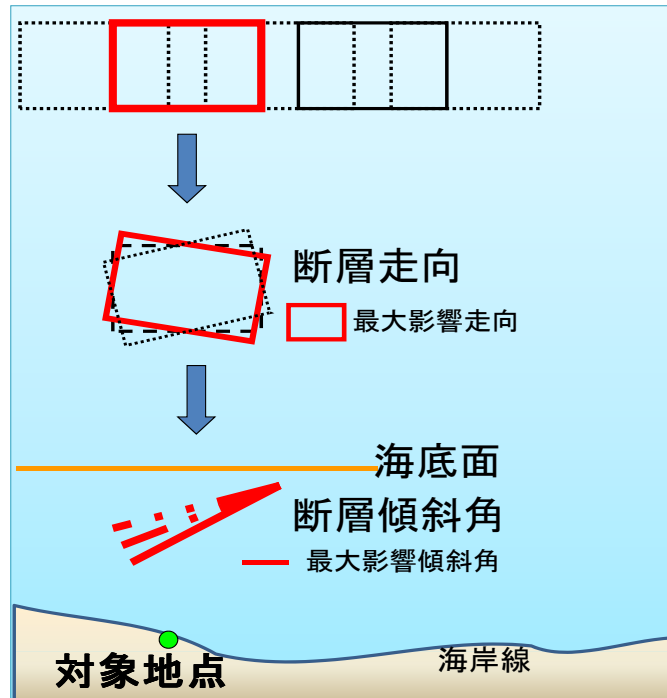 断層走向
最大影響走向
海底面
断層傾斜角
最大影響傾斜角
海岸線
対象地点